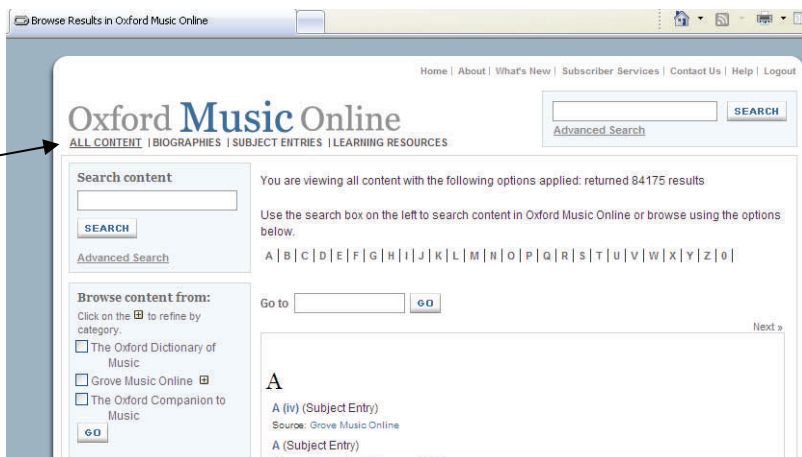 Browse Results in Oxford Music Online
Home | About | What's New | Subscriber Services | Contact Us | Help | Logout
Oxford Music Online
ALL CONTENT | BIOGRAPHIES | SUBJECT ENTRIES | LEARNING RESOURCES
SEARCH
Advanced Search
Search content
SEARCH
Advanced Search
Browse content from:
Click on the ⊞ to refine by
category.
The Oxford Dictionary of
Music
Grove Music Online ⊞
The Oxford Companion to
Music
GO
You are viewing all content with the following options applied: returned 84175 results
Use the search box on the left to search content in Oxford Music Online or browse using the options
below.
A | B | C | D | E | F | G | H | I | J | K | L | M | N | O | P | Q | R | S | T | U | V | W | X | Y | Z | 0 |
Go to
GO
Next »
A
A (iv) (Subject Entry)
Source: Grove Music Online
A (Subject Entry)